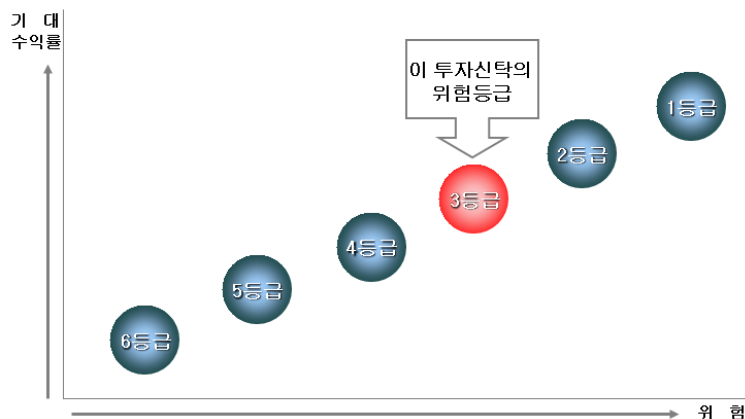 기 대
수익률
이 투자신탁의
위험등급
1등급
2등급
3등급
4등급
5등급
6등급
위 험